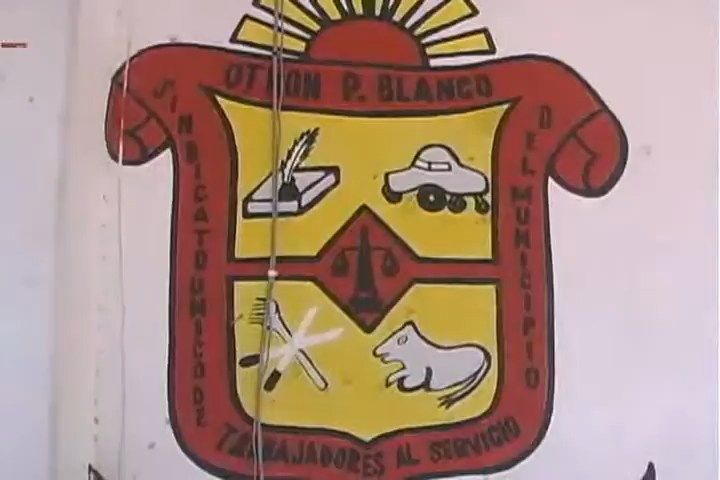 OTHON P. BLANCO
SINDICATO UNICO DE
TRABAJADORES AL SERVICIO
DEL MUNICIPIO